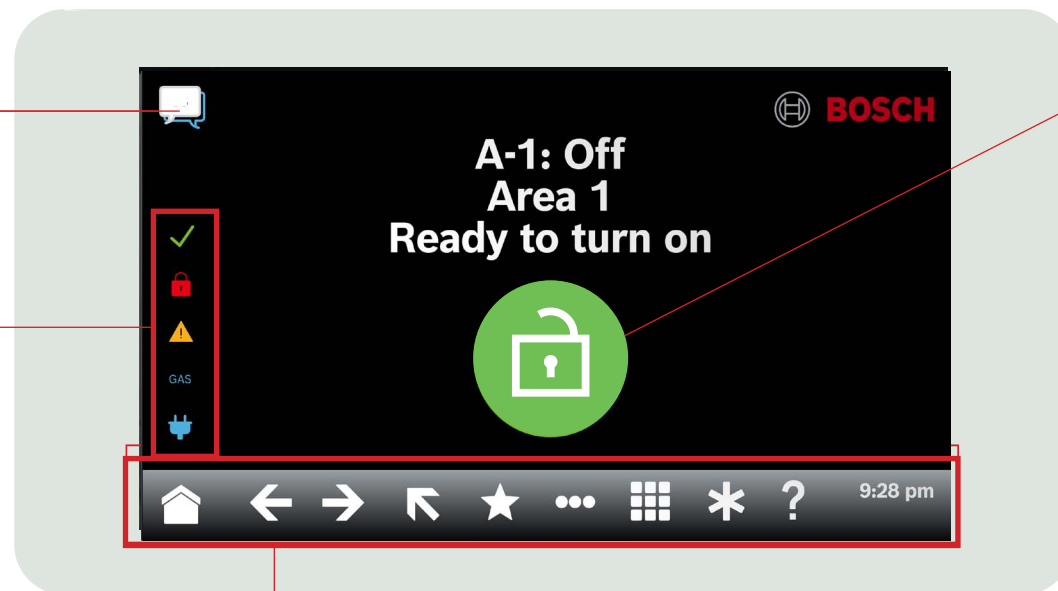 BOSCH
A-1: Off
Area 1
Ready to turn on
GAS
9:28 pm